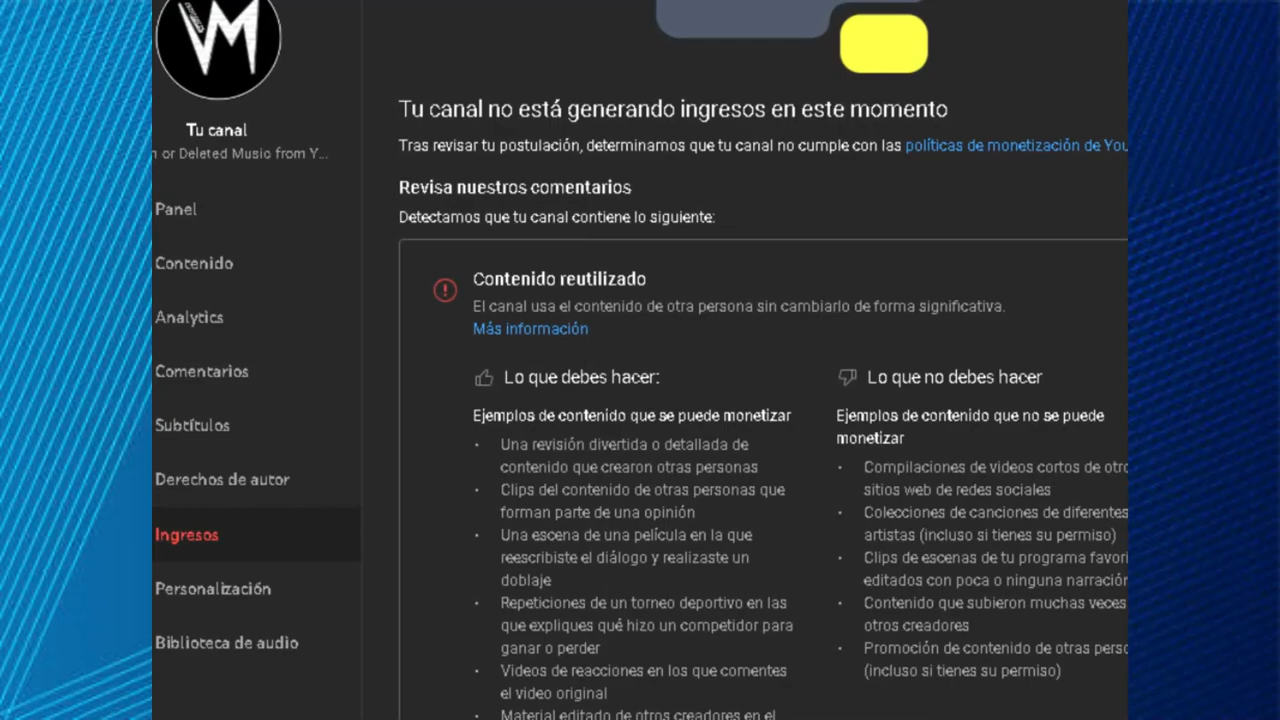 VM
Tu canal
or Deleted Music from Y...
Panel
Contenido
Analytics
Comentarios
Subtítulos
Derechos de autor
Ingresos
Personalización
Biblioteca de audio
Tu canal no está generando ingresos en este momento
Tras revisar tu postulación, determinamos que tu canal no cumple con las políticas de monetización de You
Revisa nuestros comentarios
Detectamos que tu canal contiene lo siguiente:
Contenido reutilizado
El canal usa el contenido de otra persona sin cambiarlo de forma significativa.
Más información
Lo que debes hacer:
Ejemplos de contenido que se puede monetizar
• Una revisión divertida o detallada de
contenido que crearon otras personas
• Clips del contenido de otras personas que
forman parte de una opinión
• Una escena de una película en la que
reescribiste el diálogo y realizaste un
doblaje
• Repeticiones de un torneo deportivo en las
que expliques qué hizo un competidor para
ganar o perder
• Videos de reacciones en los que comentes
el video original
• Material editado de otros creadores en el
Lo que no debes hacer
Ejemplos de contenido que no se puede
monetizar
• Compilaciones de videos cortos de otro
sitios web de redes sociales
• Colecciones de canciones de diferentes
artistas (incluso si tienes su permiso)
• Clips de escenas de tu programa favori
editados con poca o ninguna narración
• Contenido que subieron muchas veces
otros creadores
• Promoción de contenido de otras perso
(incluso si tienes su permiso)